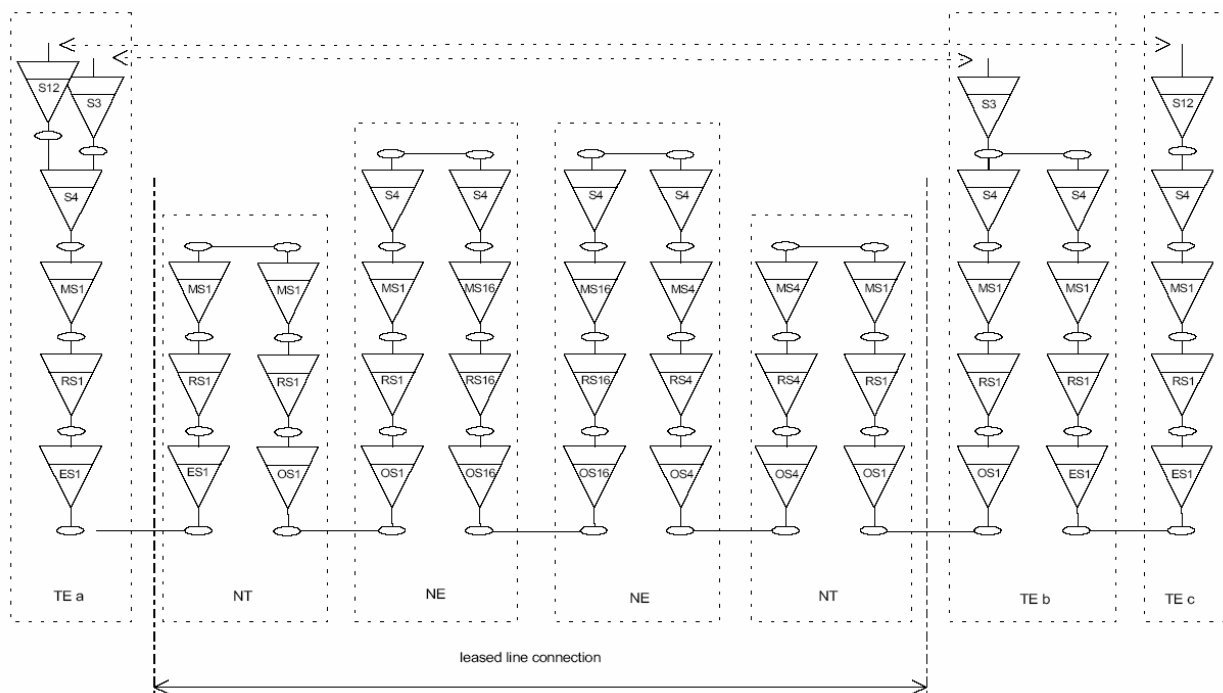 S12 S3 S3 S12
S4 S4 S4 S4 S4 S4 S4 S4
MS1 MS1 MS1 MS1 MS16 MS16 MS4 MS4 MS1 MS1 MS1 MS1
RS1 RS1 RS1 RS1 RS16 RS16 RS4 RS4 RS1 RS1 RS1 RS1
ES1 ES1 OS1 OS1 OS16 OS16 OS4 OS4 OS1 OS1 ES1 ES1
TE a NT NE NE NT TE b TE c
leased line connection